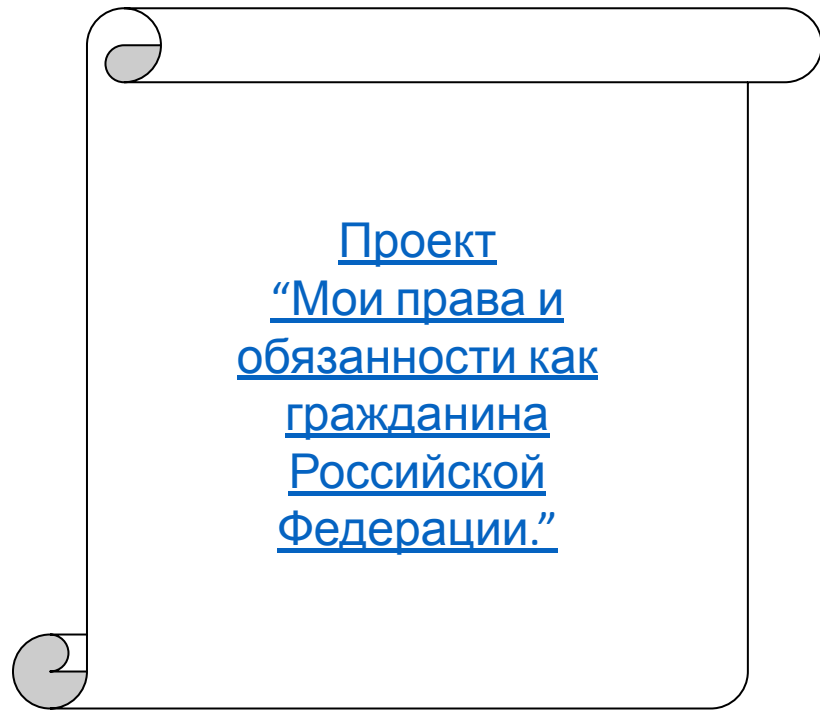 Проект
“Мои права и
обязанности как
гражданина
Российской
Федерации.”